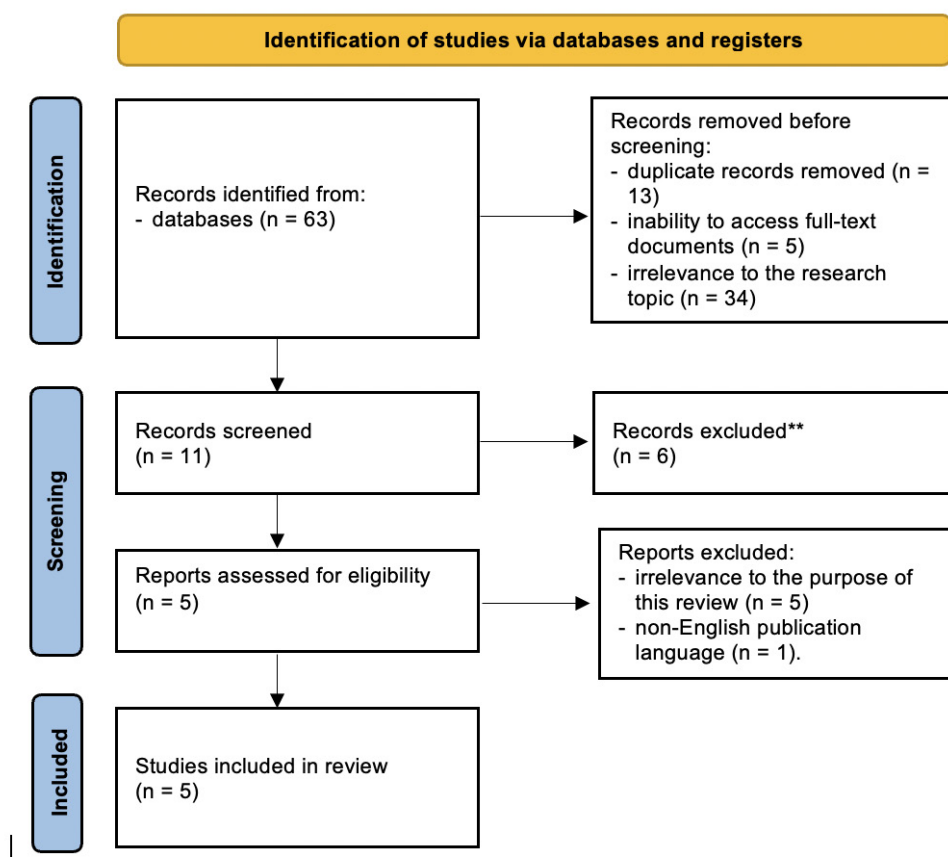 Identification of studies via databases and registers
Identification
Records identified from:
- databases (n = 63)
Records removed before
screening:
- duplicate records removed (n =
13)
- inability to access full-text
documents (n = 5)
- irrelevance to the research
topic (n = 34)
Screening
Records screened
(n = 11)
Records excluded**
(n = 6)
Reports assessed for eligibility
(n = 5)
Reports excluded:
- irrelevance to the purpose of
this review (n = 5)
- non-English publication
language (n = 1).
Included
Studies included in review
(n = 5)